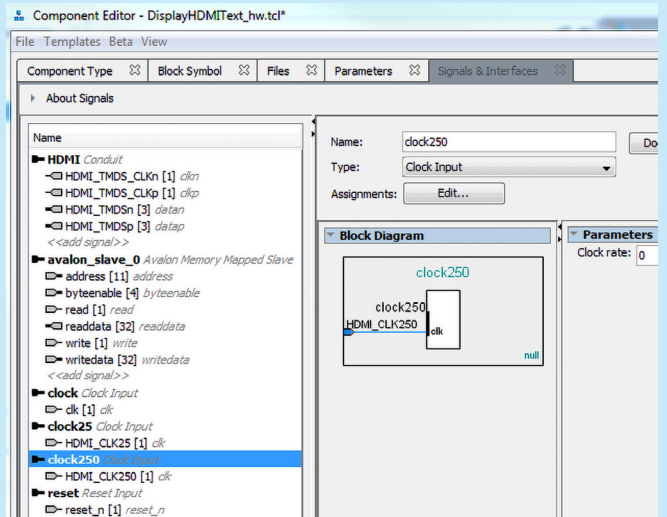 Component Editor - DisplayHDMIText_hw.tcl*
File Templates Beta View
Component Type Block Symbol Files Parameters Signals & Interfaces
About Signals
Name
HDMI Conduit
HDMI_TMDS_CLKn [1] clkn
HDMI_TMDS_CLKp [1] clkp
HDMI_TMDSn [3] datan
HDMI_TMDSp [3] datap
<<add signal>>
avalon_slave_0 Avalon Memory Mapped Slave
address [11] address
byteenable [4] byteenable
read [1] read
readdata [32] readdata
write [1] write
writedata [32] writedata
<<add signal>>
clock Clock Input
clk [1] clk
clock25 Clock Input
HDMI_CLK25 [1] clk
clock250 Clock Input
HDMI_CLK250 [1] clk
reset Reset Input
reset_n [1] reset_n
Name: clock250
Type: Clock Input
Assignments: Edit...
Block Diagram
clock250
clock250
HDMI_CLK250
clk
null
Parameters
Clock rate: 0